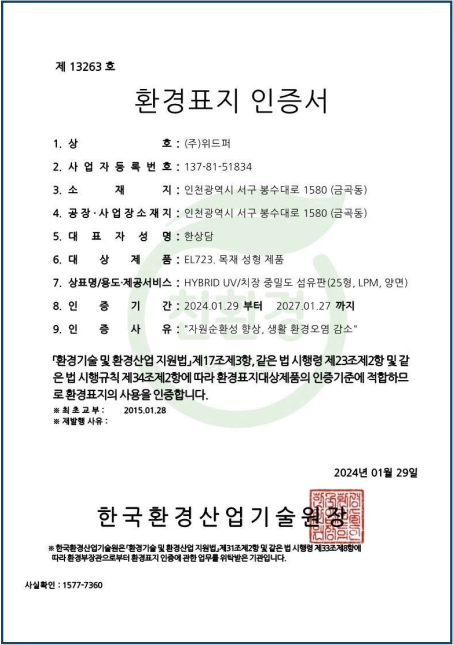 제 13263 호
환경표지 인증서
1. 상 호 : (주)위드퍼
2. 사 업 자 등 록 번 호 : 137-81-51834
3. 소 재 지 : 인천광역시 서구 봉수대로 1580 (금곡동)
4. 공 장 · 사 업 장 소 재 지 : 인천광역시 서구 봉수대로 1580 (금곡동)
5. 대 표 자 성 명 : 한상담
6. 대 상 제 품 : EL723. 목재 성형 제품
7. 상표명/용도·제공서비스 : HYBRID UV/치장 중밀도 섬유판(25형, LPM, 양면)
8. 인 증 기 간 : 2024.01.29 부터 2027.01.27 까지
9. 인 증 사 유 : "자원순환성 향상, 생활 환경오염 감소"
친환경
「환경기술 및 환경산업 지원법」제17조제3항, 같은 법 시행령 제23조제2항 및 같
은 법 시행규칙 제34조제2항에 따라 환경표지대상제품의 인증기준에 적합하므
로 환경표지의 사용을 인증합니다.
※ 최 초 교 부 : 2015.01.28
※ 재발행 사유 :
2024년 01월 29일
한국환경산업기술원장
※ 한국환경산업기술원은 「환경기술 및 환경산업 지원법」제31조제2항 및 같은 법 시행령 제33조제8항에
따라 환경부장관으로부터 환경표지 인증에 관한 업무를 위탁받은 기관입니다.
사실확인 : 1577-7360